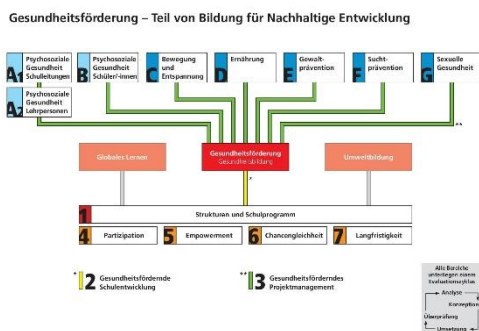 Gesundheitsförderung – Teil von Bildung für Nachhaltige Entwicklung
A1
Psychosoziale
Gesundheit
Schulleitungen
B
Psychosoziale
Gesundheit
Schüler/-innen
C
Bewegung
und
Entspannung
D
Ernährung
E
Gewalt-
prävention
F
Sucht-
prävention
G
Sexuelle
Gesundheit
A2
Psychosoziale
Gesundheit
Lehrpersonen
**
Globales Lernen
Gesundheitsförderung
Gesundheitsbildung
Umweltbildung
*
1
Strukturen und Schulprogramm
4
Partizipation
5
Empowerment
6
Chancengleichheit
7
Langfristigkeit
* 2 Gesundheitsfördernde
Schulentwicklung
** 3 Gesundheitsförderndes
Projektmanagement
Alle Bereiche
unterliegen einem
Evaluationszyklus
Analyse
Konzeption
Überprüfung
Umsetzung